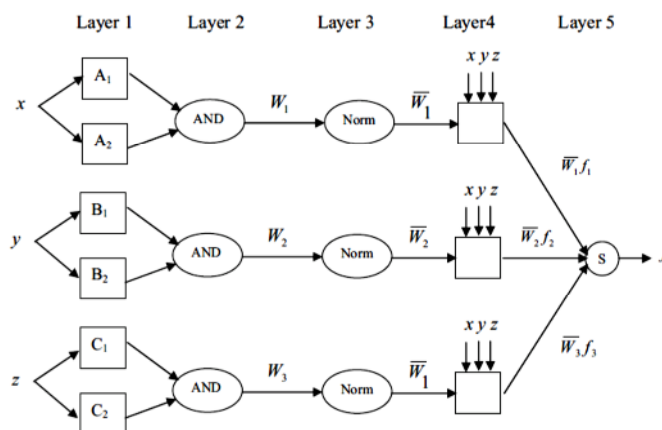 Layer 1 Layer 2 Layer 3 Layer4 Layer 5
x y z
A₁
x AND W₁ Norm W̅₁
A₂
W̅₁f₁
x y z
B₁
y AND W₂ Norm W̅₂ W̅₂f₂ S
B₂
x y z
C₁
W̅₃f₃
z AND W₃ Norm W̅₁
C₂